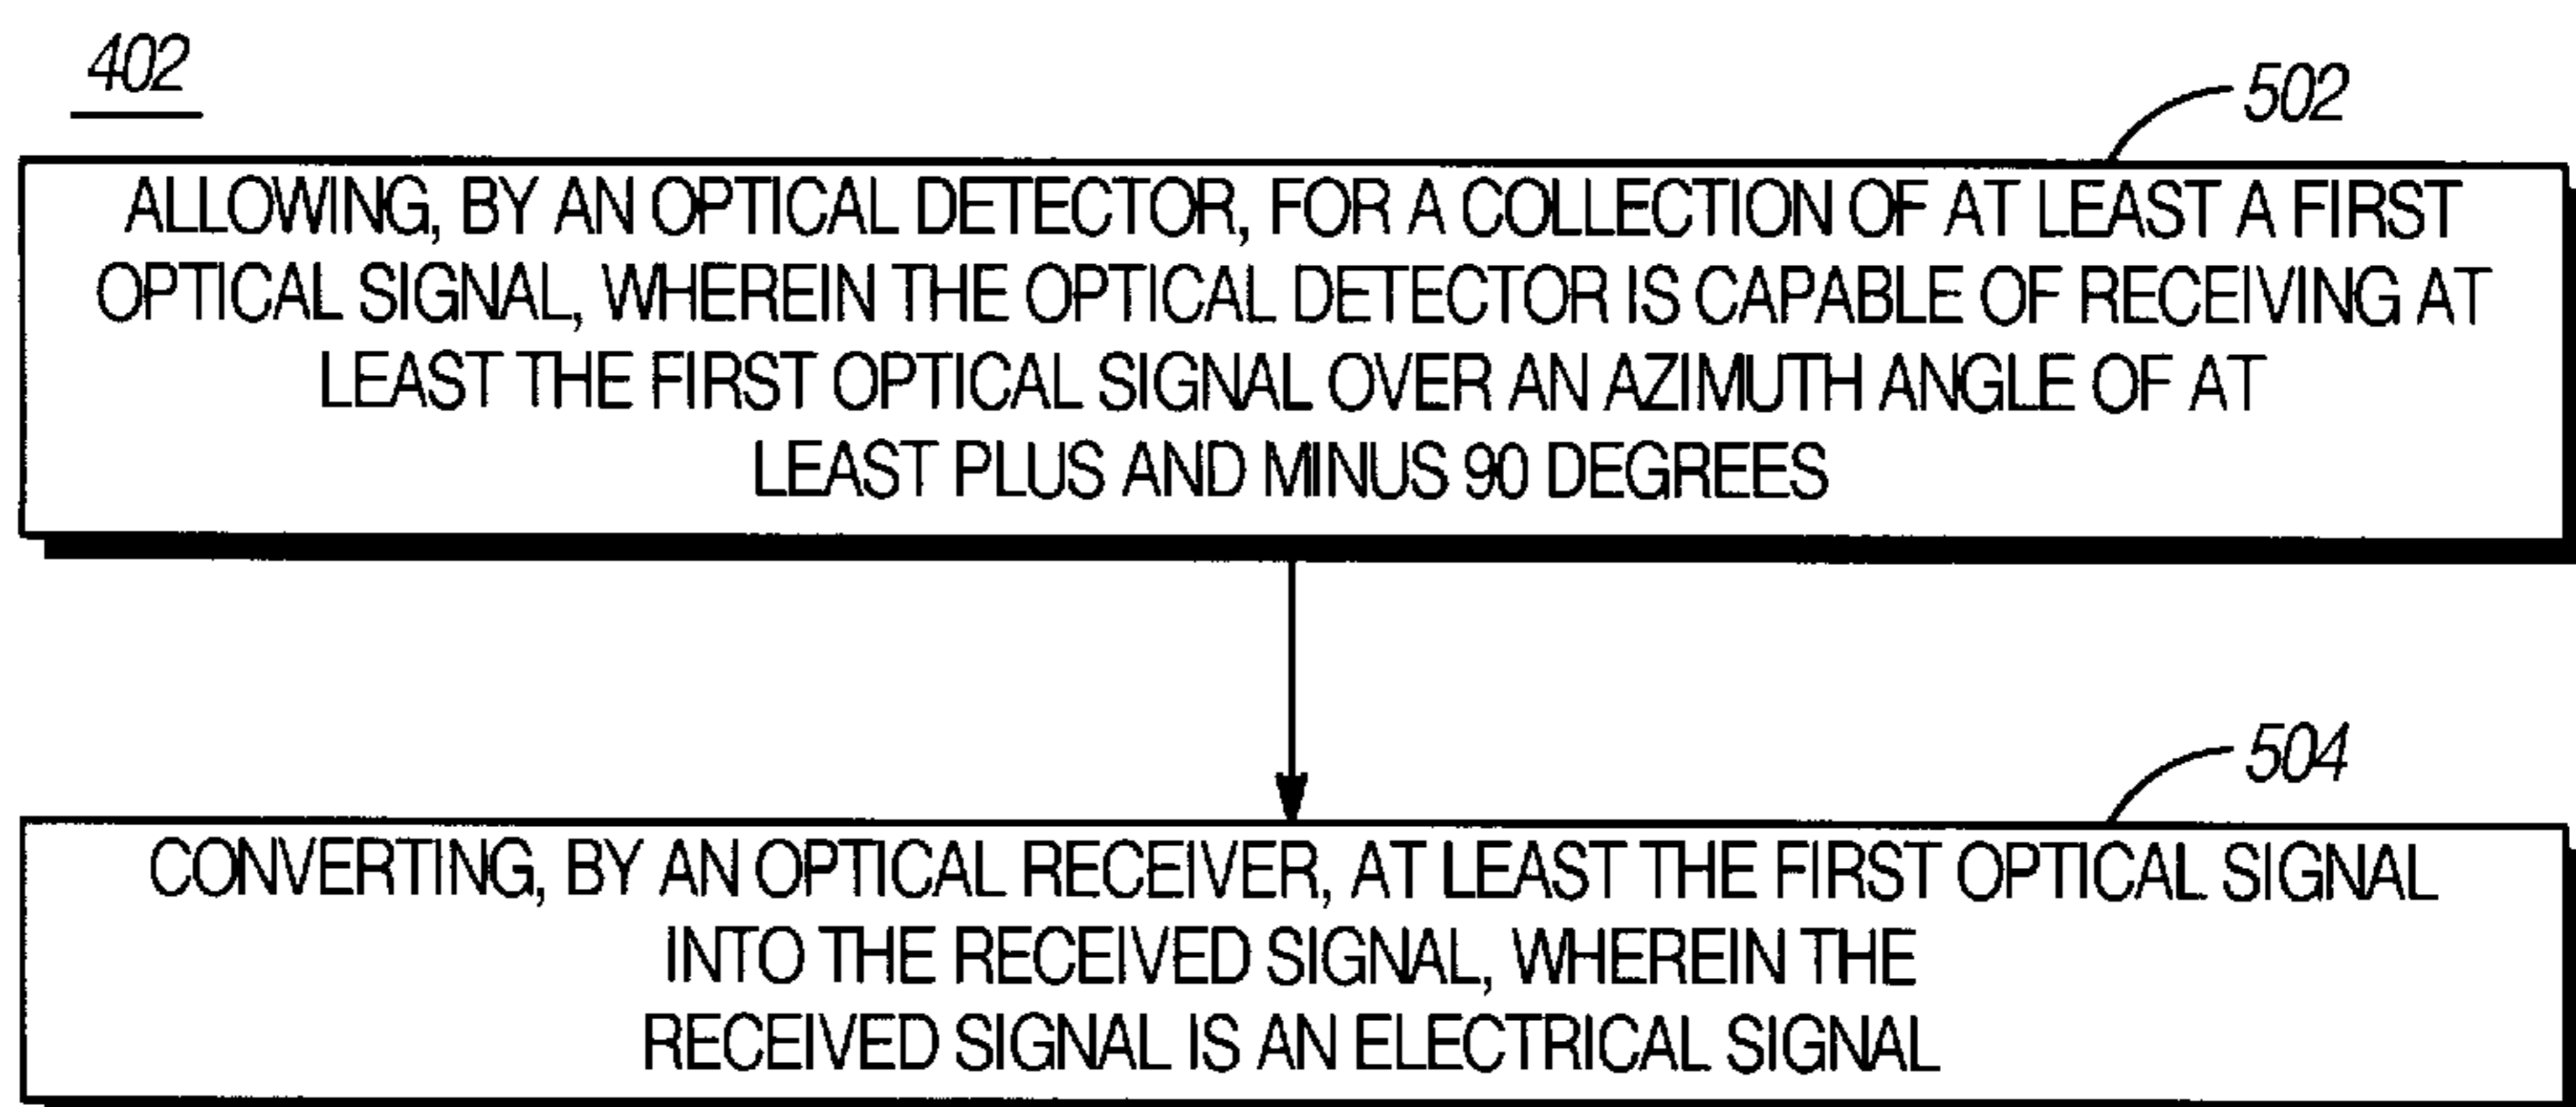 402
502
ALLOWING, BY AN OPTICAL DETECTOR, FOR A COLLECTION OF AT LEAST A FIRST
OPTICAL SIGNAL, WHEREIN THE OPTICAL DETECTOR IS CAPABLE OF RECEIVING AT
LEAST THE FIRST OPTICAL SIGNAL OVER AN AZIMUTH ANGLE OF AT
LEAST PLUS AND MINUS 90 DEGREES
504
CONVERTING, BY AN OPTICAL RECEIVER, AT LEAST THE FIRST OPTICAL SIGNAL
INTO THE RECEIVED SIGNAL, WHEREIN THE
RECEIVED SIGNAL IS AN ELECTRICAL SIGNAL